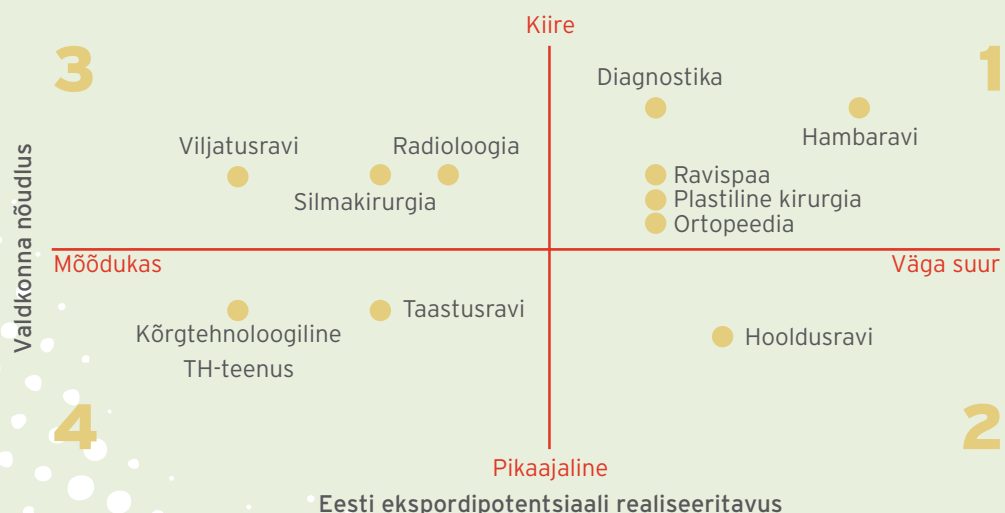 Kiire
3
1
Diagnostika
Hambaravi
Viljatusravi
Radioloogia
Silmakirurgia
Ravispaa
Plastiline kirurgia
Ortopeedia
Valdkonna nõudlus
Mõõdukas
Väga suur
Kõrgtehnoloogiline
TH-teenus
Taastusravi
Hooldusravi
4
2
Pikaajaline
Eesti ekspordipotentsiaali realiseeritavus